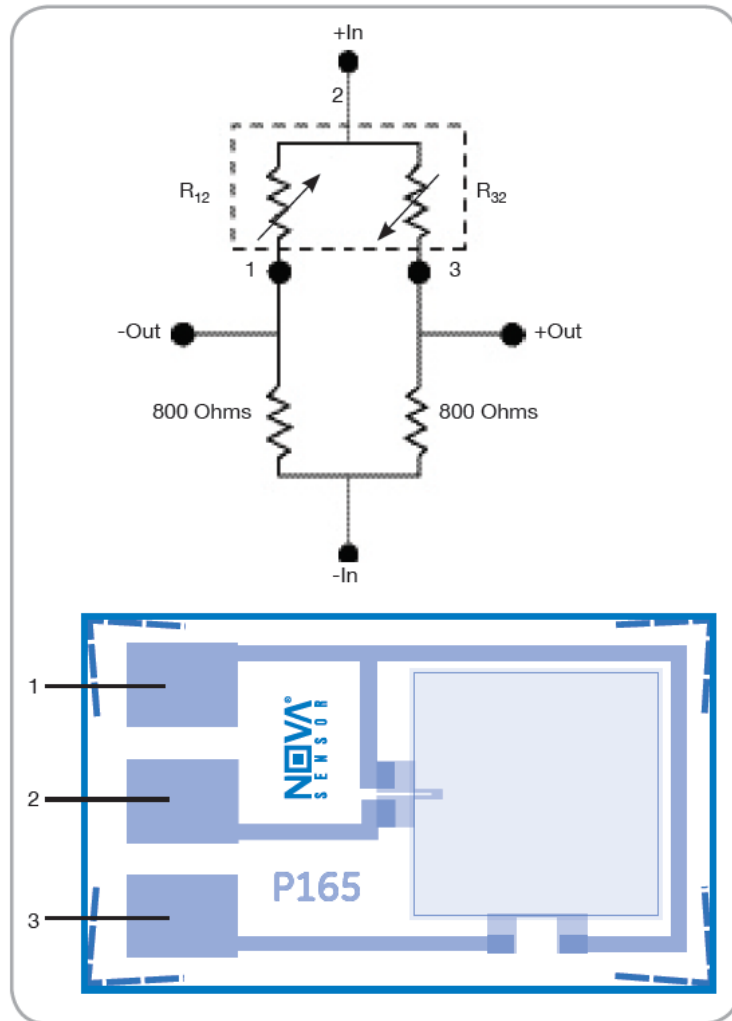 +In
2
R12
R32
1
3
-Out
+Out
800 Ohms
800 Ohms
-In
1
NOVA®
SENSOR
2
P165
3